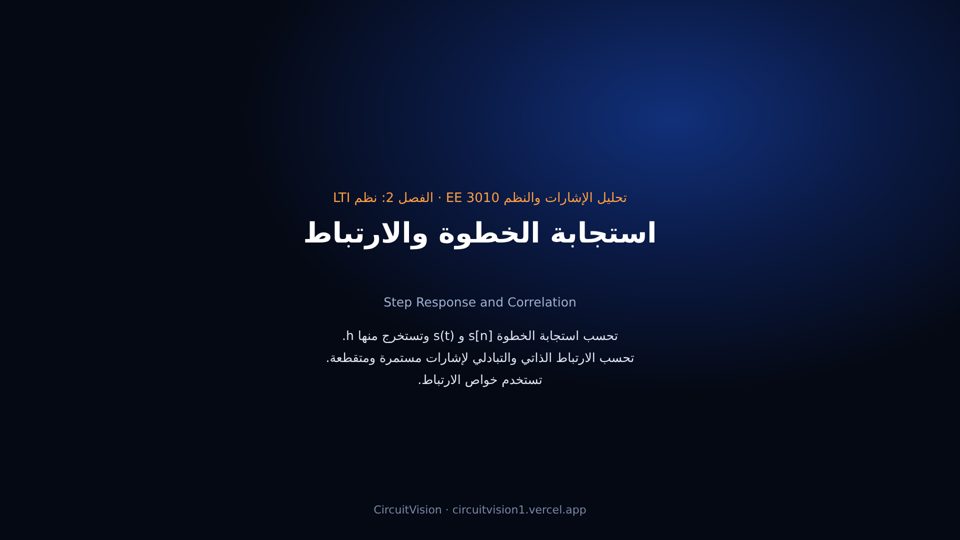 تحليل الإشارات والنظم EE 3010 · الفصل 2: نظم LTI
استجابة الخطوة والارتباط
Step Response and Correlation
تحسب استجابة الخطوة s[n] و s(t) وتستخرج منها h.
تحسب الارتباط الذاتي والتبادلي لإشارات مستمرة ومتقطعة.
تستخدم خواص الارتباط.
CircuitVision · circuitvision1.vercel.app